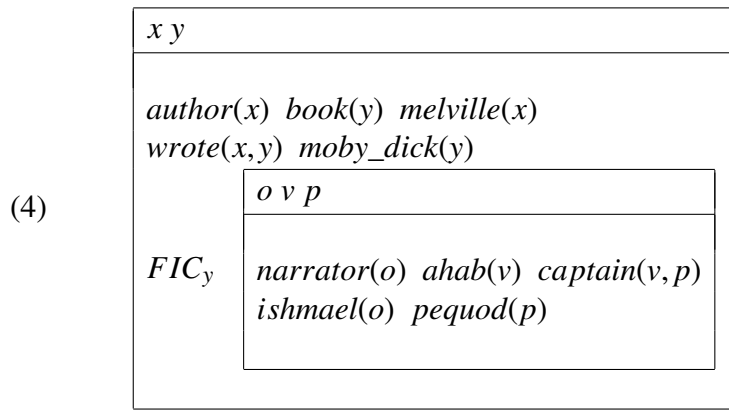 x y
author(x) book(y) melville(x)
wrote(x,y) moby_dick(y)
(4)
o v p
FIC_y narrator(o) ahab(v) captain(v,p)
ishmael(o) pequod(p)